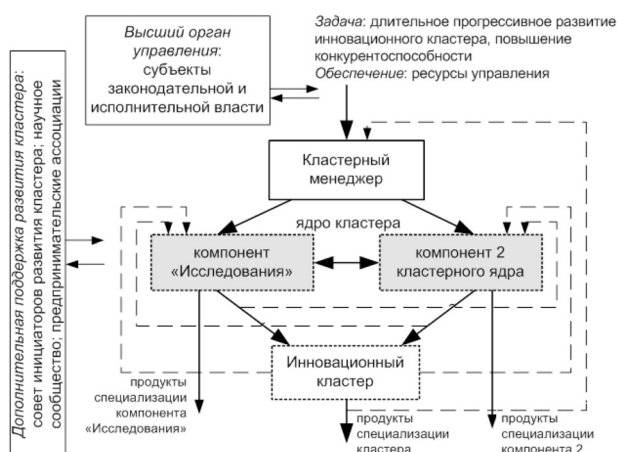 Высший орган
управления:
субъекты
законодательной и
исполнительной власти
Задача: длительное прогрессивное развитие
инновационного кластера, повышение
конкурентоспособности
Обеспечение: ресурсы управления
Дополнительная поддержка развития кластера:
совет инициаторов развития кластера; научное
сообщество; предпринимательские ассоциации
Кластерный
менеджер
ядро кластера
компонент
«Исследования»
компонент 2
кластерного ядра
Инновационный
кластер
продукты
специализации
компонента
«Исследования»
продукты
специализации
кластера
продукты
специализации
компонента 2